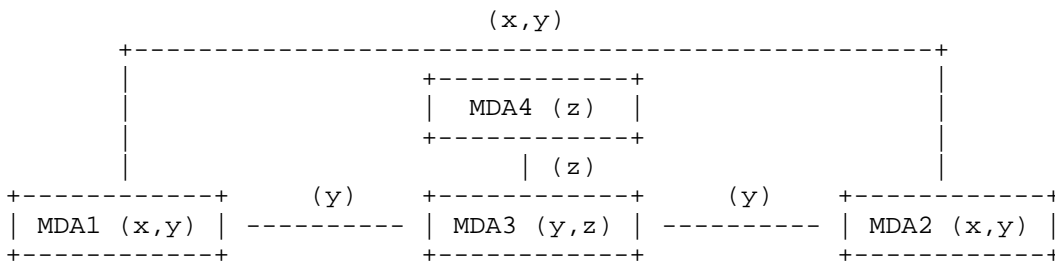 (x,y)
MDA4 (z)
(z)
(y) (y)
MDA1 (x,y) MDA3 (y,z) MDA2 (x,y)